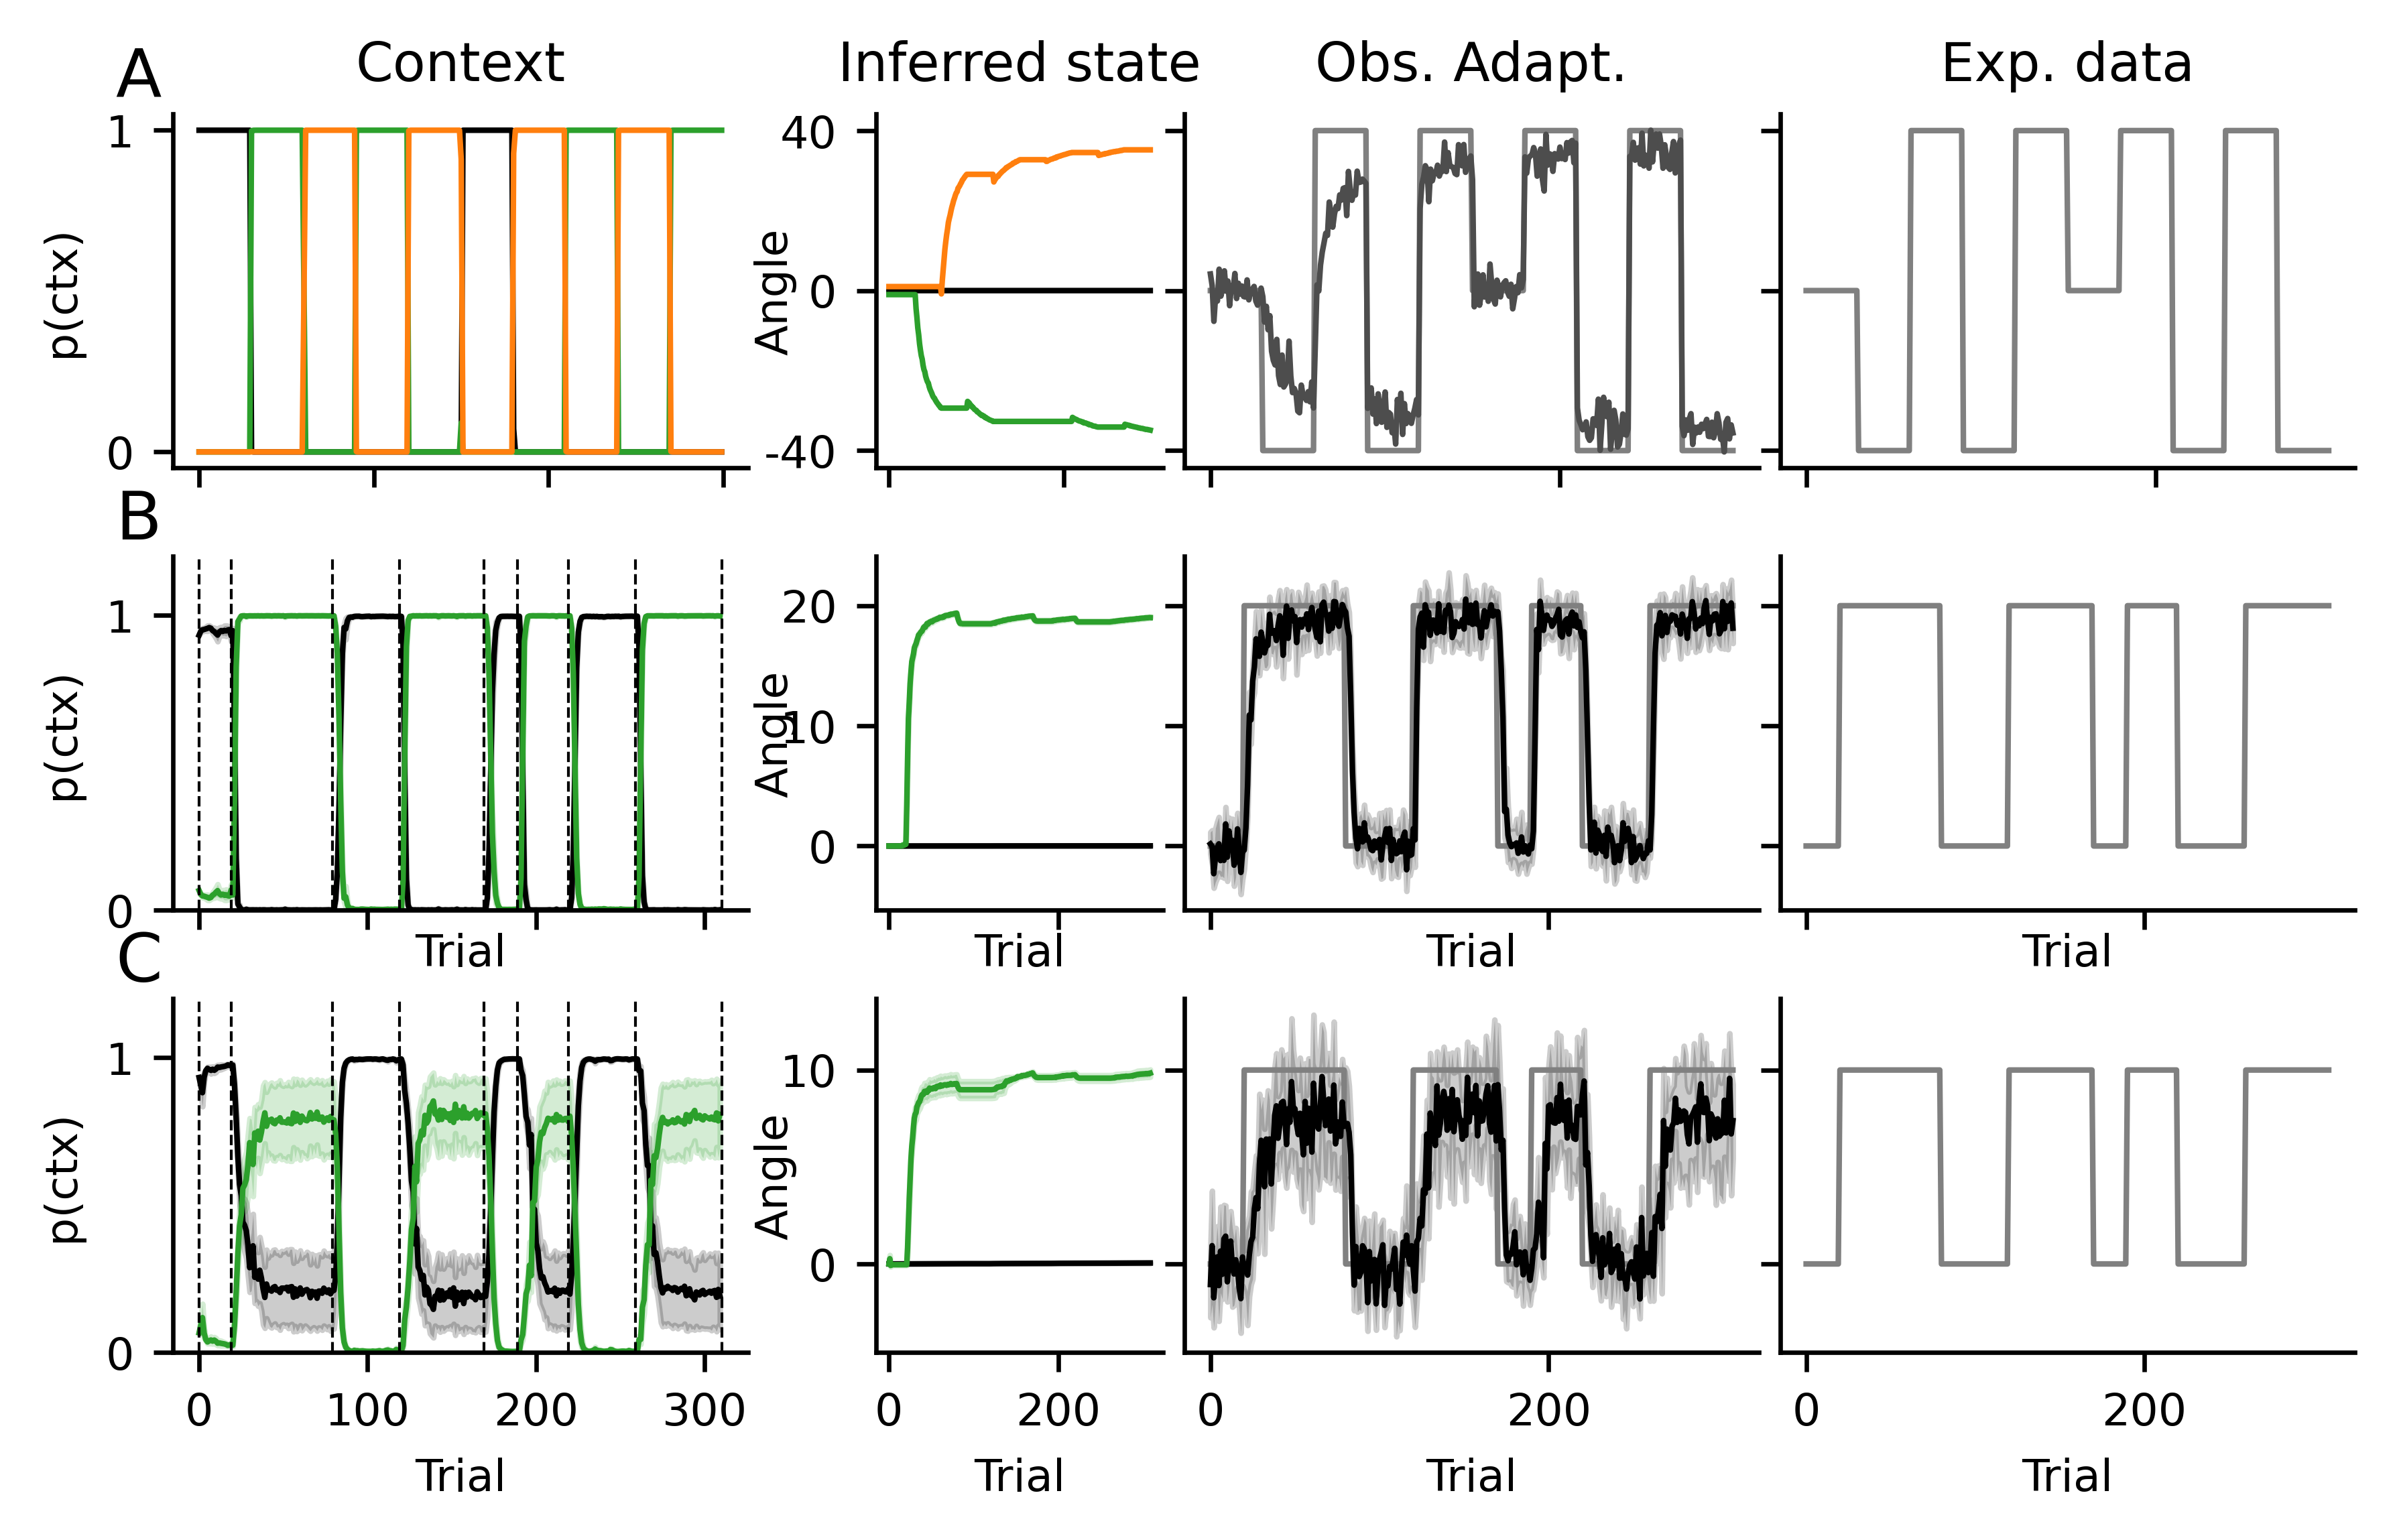 A
Context
Inferred state
Obs. Adapt.
Exp. data
p(ctx)
1
0
Angle
40
0
-40
B
p(ctx)
1
0
Trial
Angle
20
10
0
Trial
Trial
Trial
C
p(ctx)
1
0
0 100 200 300
Trial
Angle
10
0
0 200
Trial
0 200
Trial
0 200
Trial